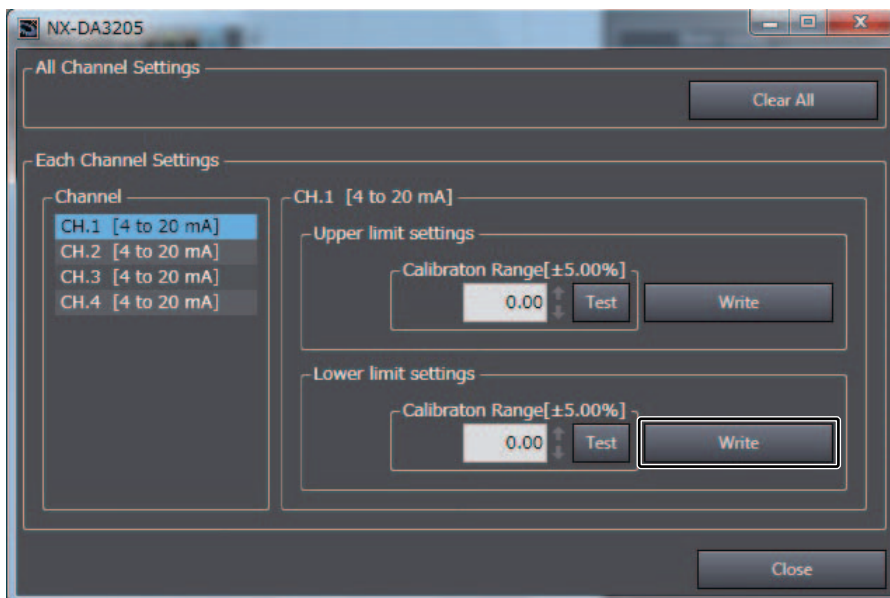 NX-DA3205
All Channel Settings
Clear All
Each Channel Settings
Channel
CH.1 [4 to 20 mA]
CH.2 [4 to 20 mA]
CH.3 [4 to 20 mA]
CH.4 [4 to 20 mA]
CH.1 [4 to 20 mA]
Upper limit settings
Calibraton Range[±5.00%]
0.00 Test Write
Lower limit settings
Calibraton Range[±5.00%]
0.00 Test Write
Close